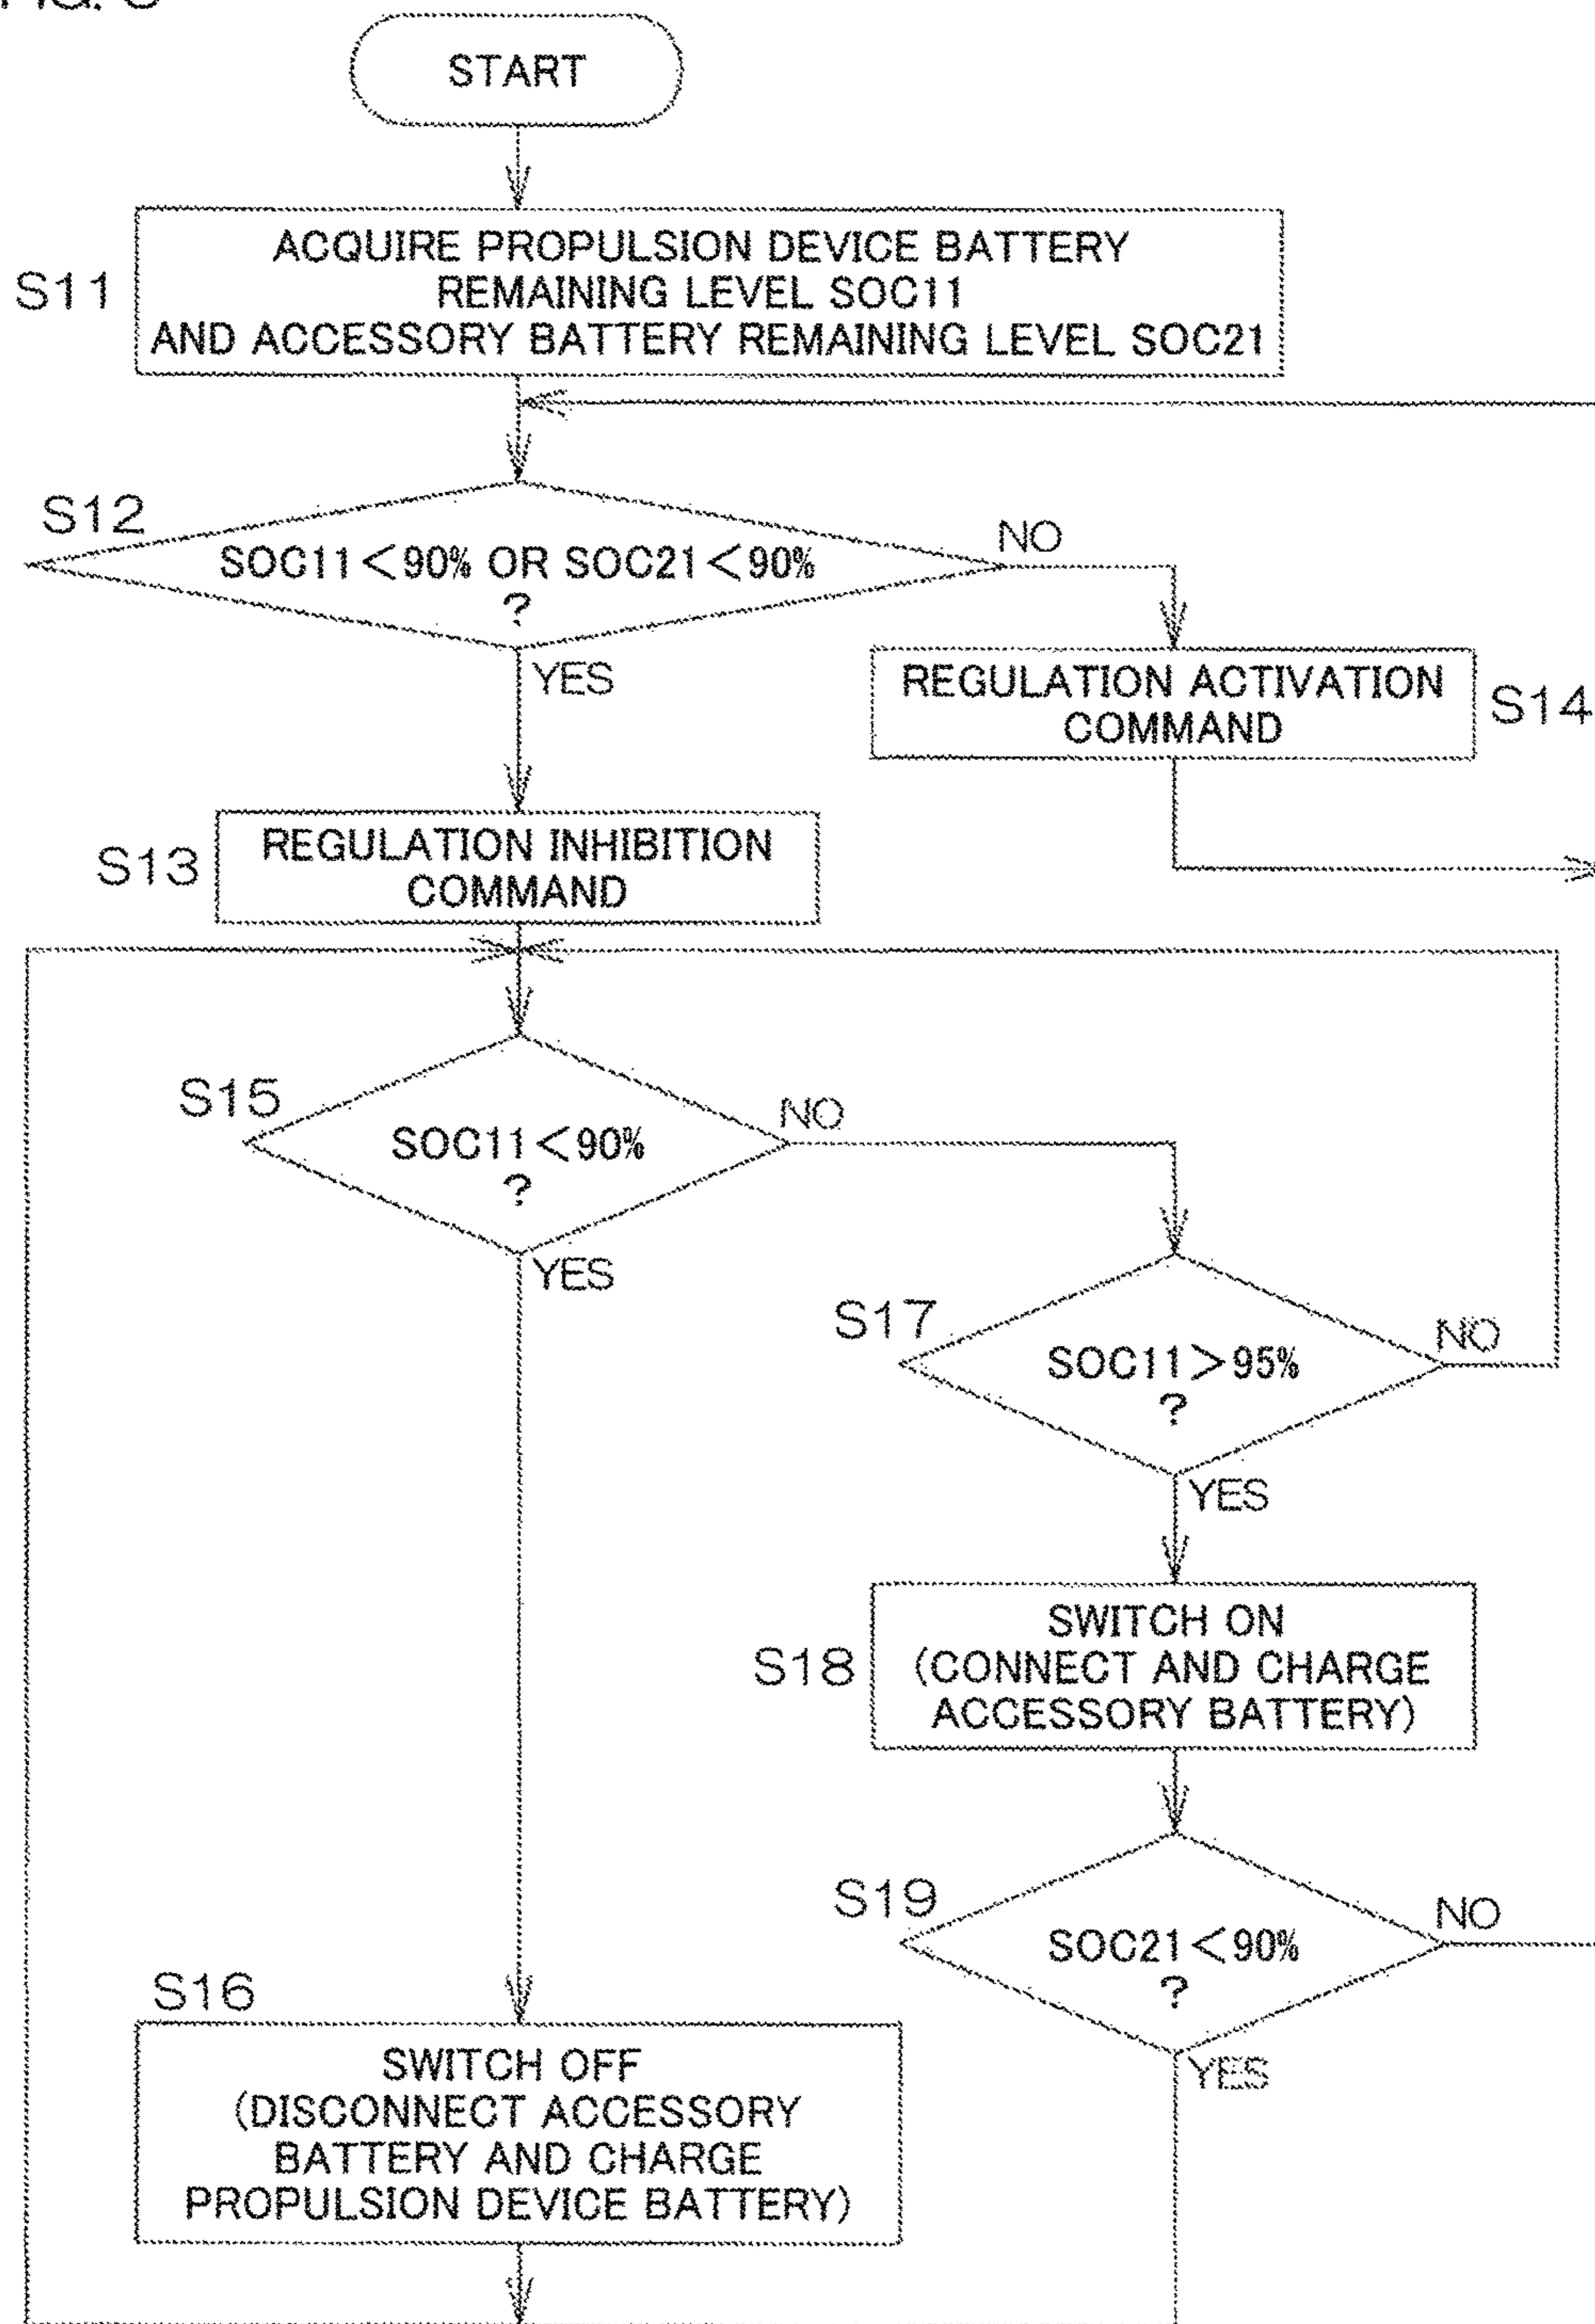 START
S11
ACQUIRE PROPULSION DEVICE BATTERY
REMAINING LEVEL SOC11
AND ACCESSORY BATTERY REMAINING LEVEL SOC21
S12
SOC11<90% OR SOC21<90%
?
NO
YES
REGULATION ACTIVATION
COMMAND
S14
S13
REGULATION INHIBITION
COMMAND
S15
SOC11<90%
?
NO
YES
S17
SOC11>95%
?
NO
YES
S18
SWITCH ON
(CONNECT AND CHARGE
ACCESSORY BATTERY)
S19
SOC21<90%
?
NO
YES
S16
SWITCH OFF
(DISCONNECT ACCESSORY
BATTERY AND CHARGE
PROPULSION DEVICE BATTERY)